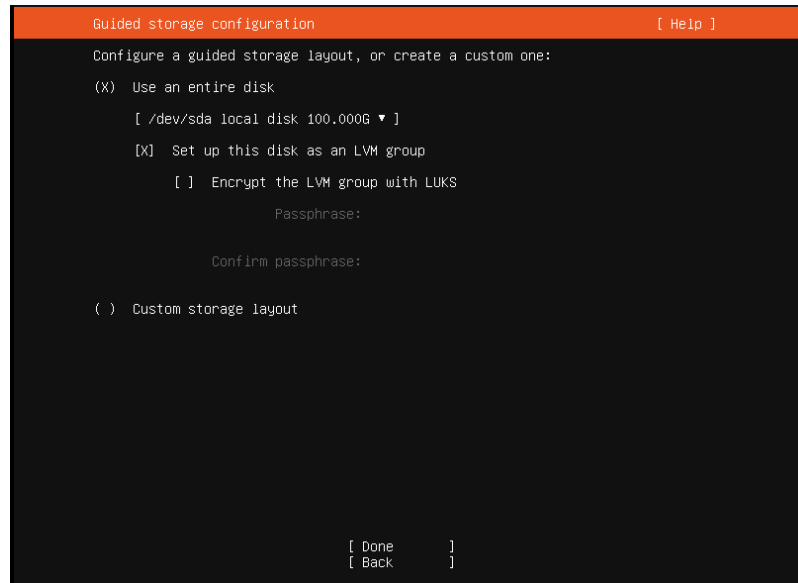 Guided storage configuration [ Help ]
Configure a guided storage layout, or create a custom one:
(X) Use an entire disk
[ /dev/sda local disk 100.000G ▾ ]
[X] Set up this disk as an LVM group
[ ] Encrypt the LVM group with LUKS
Passphrase:
Confirm passphrase:
( ) Custom storage layout
[ Done ]
[ Back ]